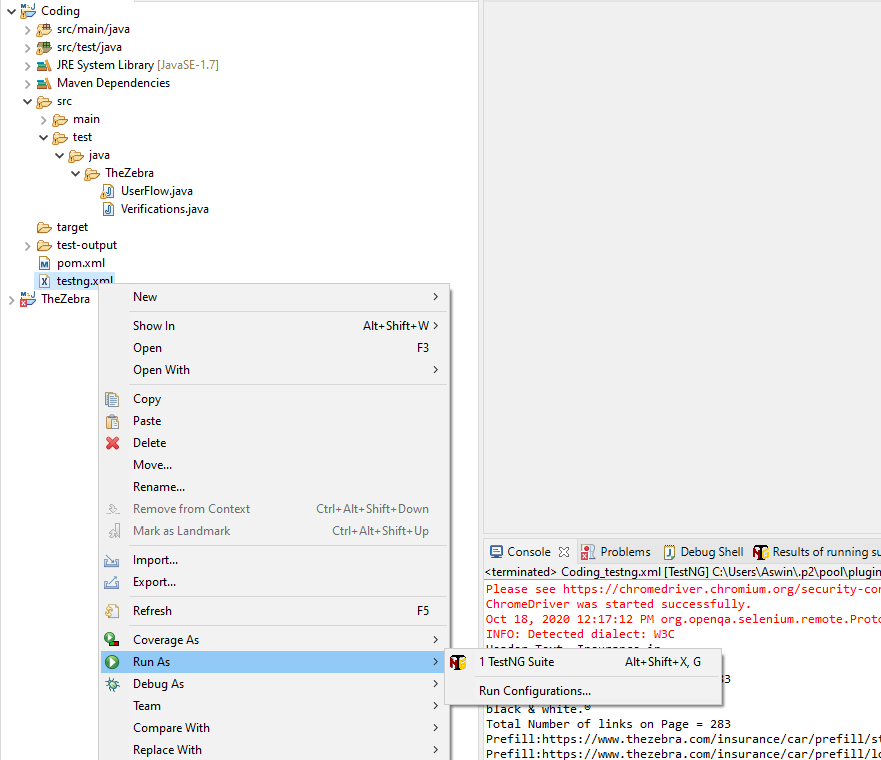 Coding
src/main/java
src/test/java
JRE System Library [JavaSE-1.7]
Maven Dependencies
src
main
test
java
TheZebra
UserFlow.java
Verifications.java
target
test-output
pom.xml
testng.xml
TheZebra
New
Show In Alt+Shift+W
Open F3
Open With
Copy
Paste
Delete
Move...
Rename...
Remove from Context Ctrl+Alt+Shift+Down
Mark as Landmark Ctrl+Alt+Shift+Up
Import...
Export...
Refresh F5
Coverage As
Run As
Debug As
Team
Compare With
Replace With
1 TestNG Suite Alt+Shift+X, G
Run Configurations...
Console Problems Debug Shell Results of running su
<terminated> Coding_testng.xml [TestNG] C:\Users\Aswin\.p2\pool\plugin
Please see https://chromedriver.chromium.org/security-con
ChromeDriver was started successfully.
Oct 18, 2020 12:17:12 PM org.openqa.selenium.remote.Proto
INFO: Detected dialect: W3C
83
black & white.®
Total Number of links on Page = 283
Prefill:https://www.thezebra.com/insurance/car/prefill/st
Prefill:https://www.thezebra.com/insurance/car/prefill/lo